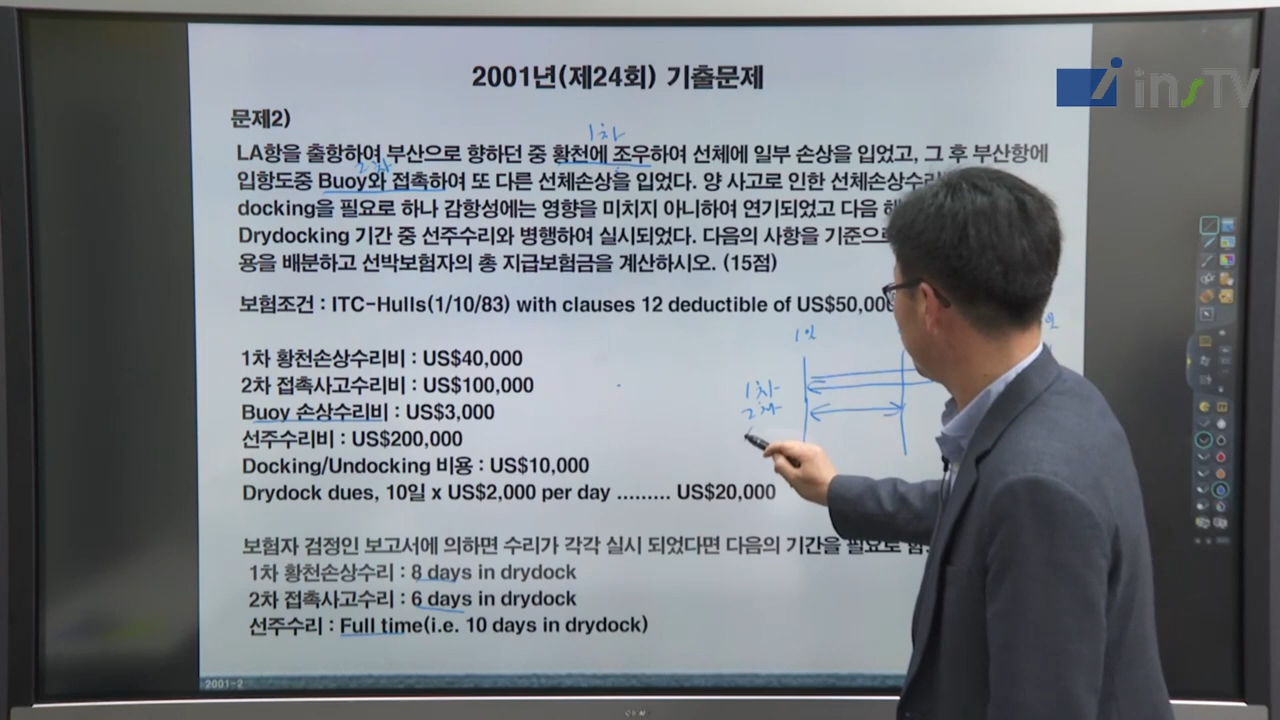 insTV
2001년(제24회) 기출문제
문제2)
1차
LA항을 출항하여 부산으로 향하던 중 황천에 조우하여 선체에 일부 손상을 입었고, 그 후 부산항에
2차
입항도중 Buoy와 접촉하여 또 다른 선체손상을 입었다. 양 사고로 인한 선체손상수리
docking을 필요로 하나 감항성에는 영향을 미치지 아니하여 연기되었고 다음 해
Drydocking 기간 중 선주수리와 병행하여 실시되었다. 다음의 사항을 기준으로
용을 배분하고 선박보험자의 총 지급보험금을 계산하시오. (15점)
보험조건 : ITC-Hulls(1/10/83) with clauses 12 deductible of US$50,000
1일
일
1차 황천손상수리비 : US$40,000
2차 접촉사고수리비 : US$100,000
1차
Buoy 손상수리비 : US$3,000
2차
선주수리비 : US$200,000
Docking/Undocking 비용 : US$10,000
Drydock dues, 10일 x US$2,000 per day ......... US$20,000
보험자 검정인 보고서에 의하면 수리가 각각 실시 되었다면 다음의 기간을 필요로 함
1차 황천손상수리 : 8 days in drydock
2차 접촉사고수리 : 6 days in drydock
선주수리 : Full time(i.e. 10 days in drydock)
2001-2